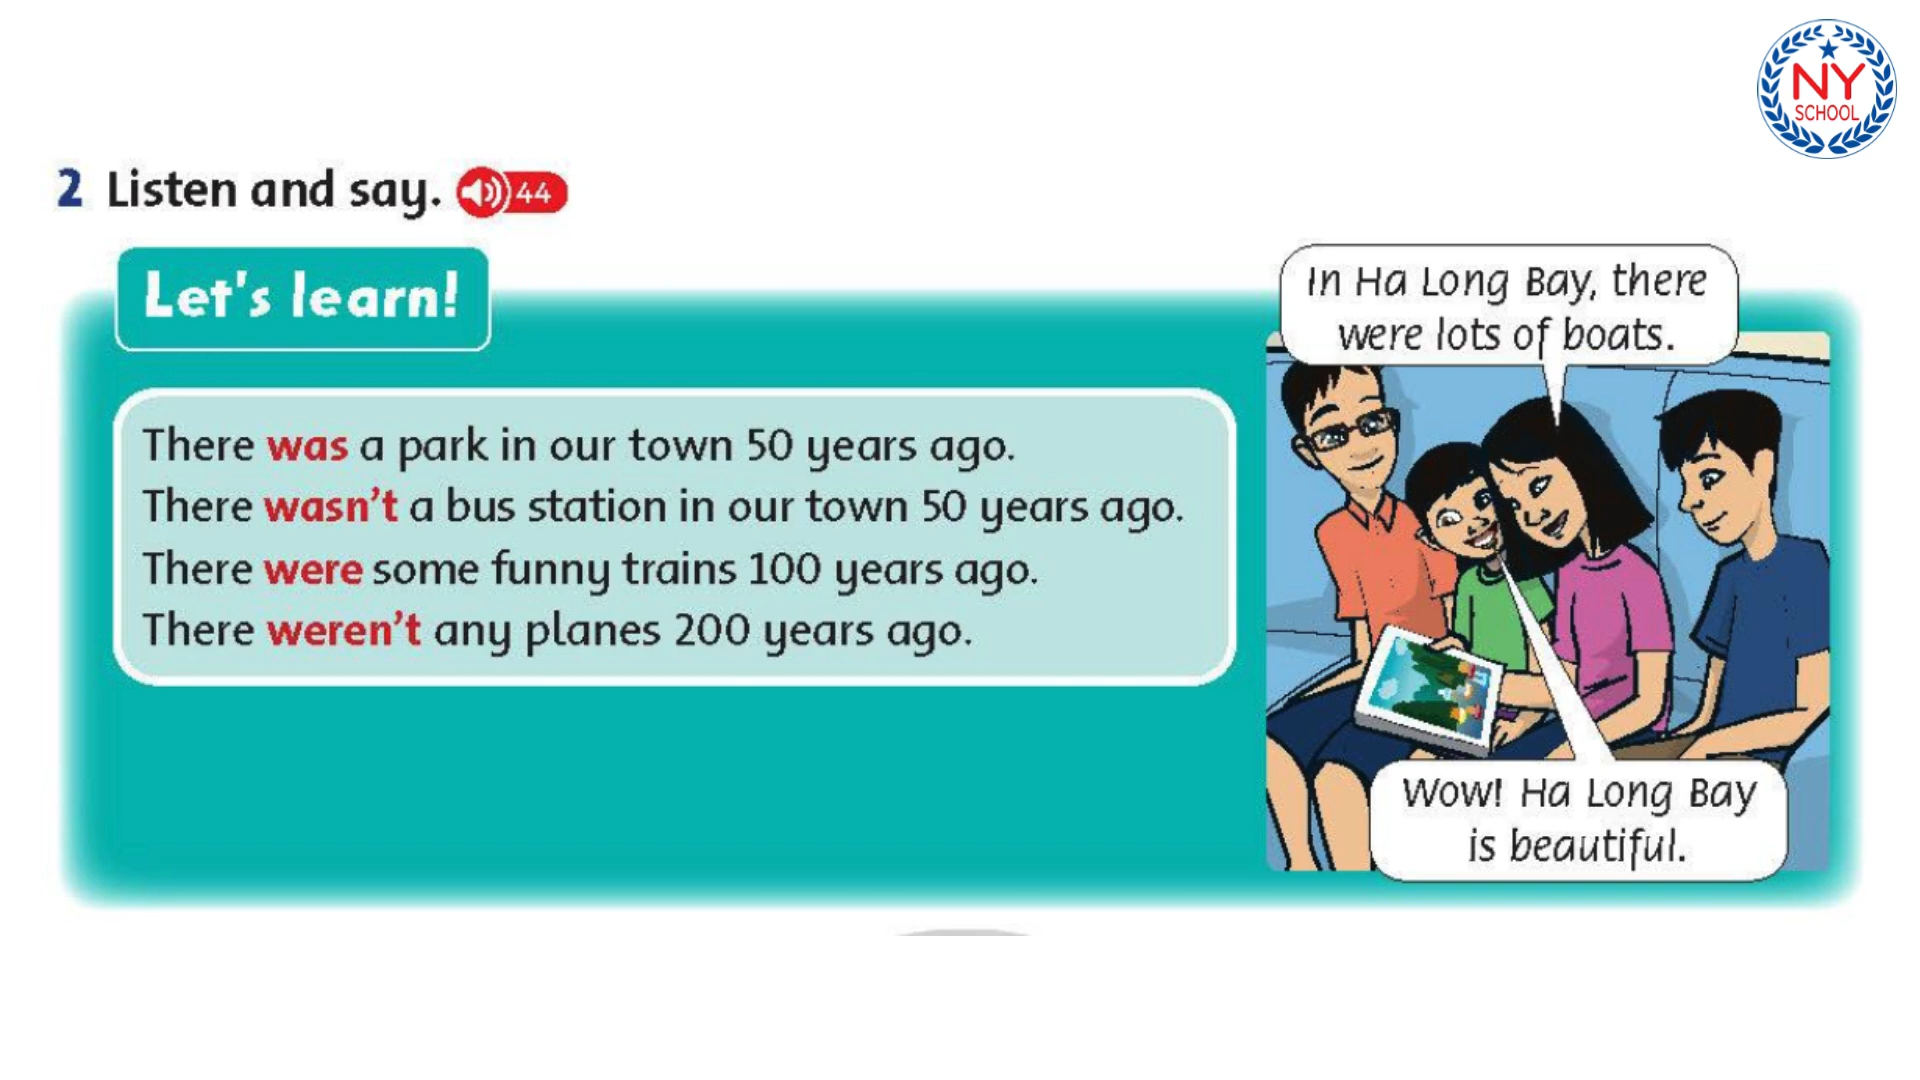 NY
SCHOOL
2 Listen and say. 44
Let's learn!
There was a park in our town 50 years ago.
There wasn't a bus station in our town 50 years ago.
There were some funny trains 100 years ago.
There weren't any planes 200 years ago.
In Ha Long Bay, there
were lots of boats.
Wow! Ha Long Bay
is beautiful.